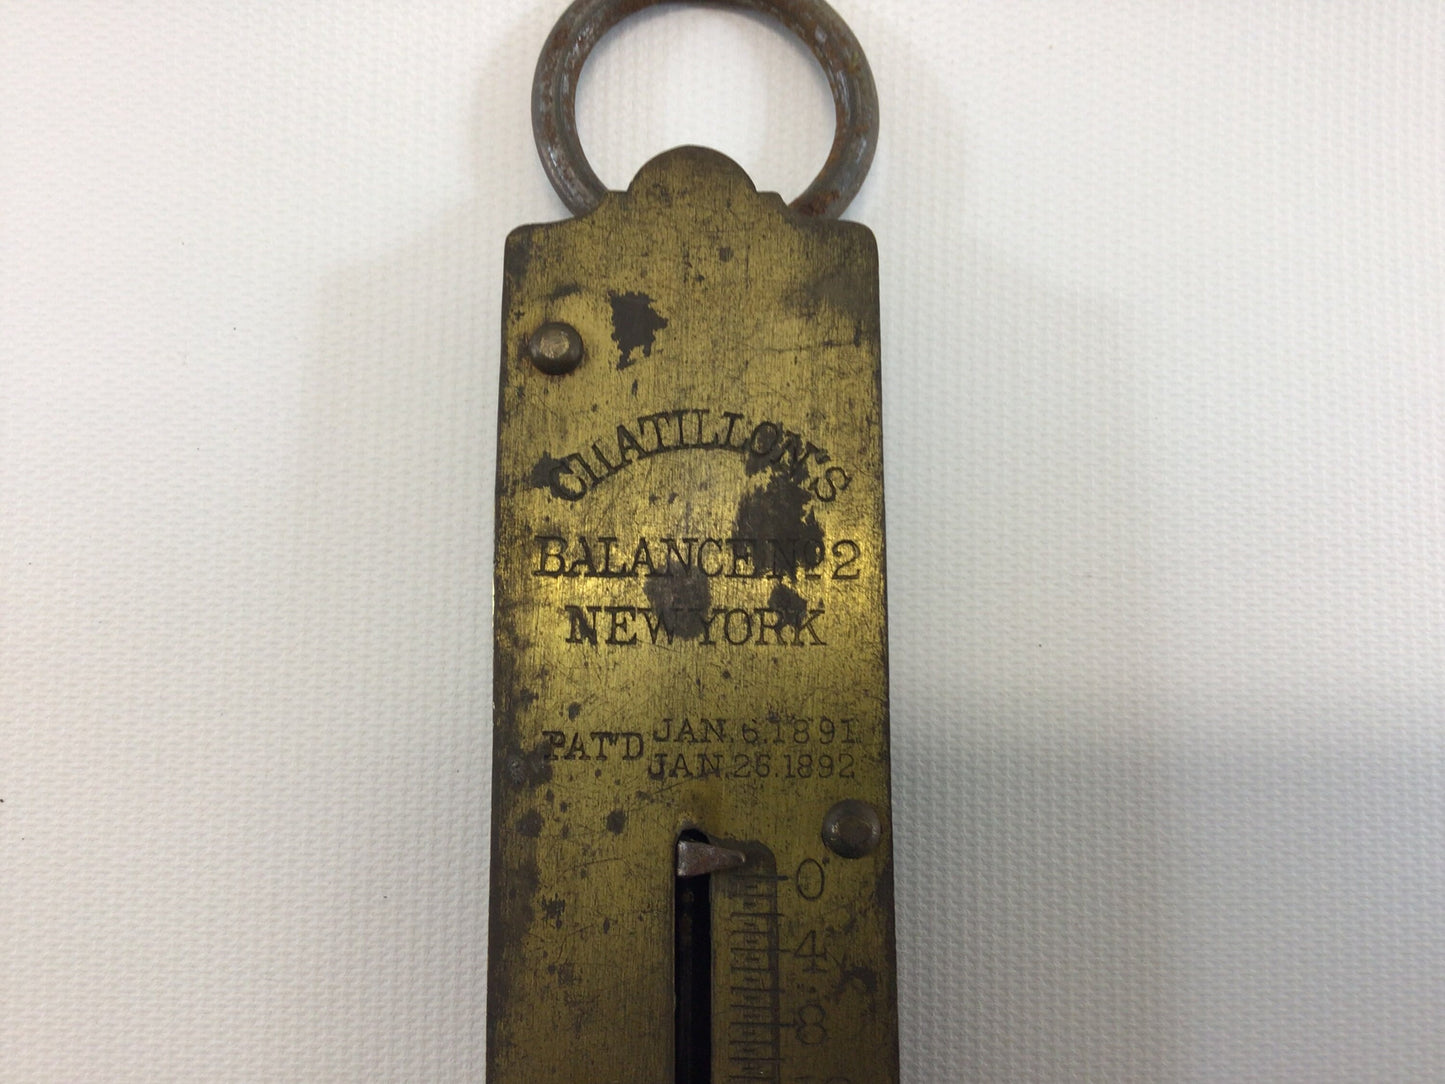 CHATILLON'S
BALANCE No 2
NEW YORK
PAT'D JAN. 6. 1891
JAN. 26. 1892
0
4
8